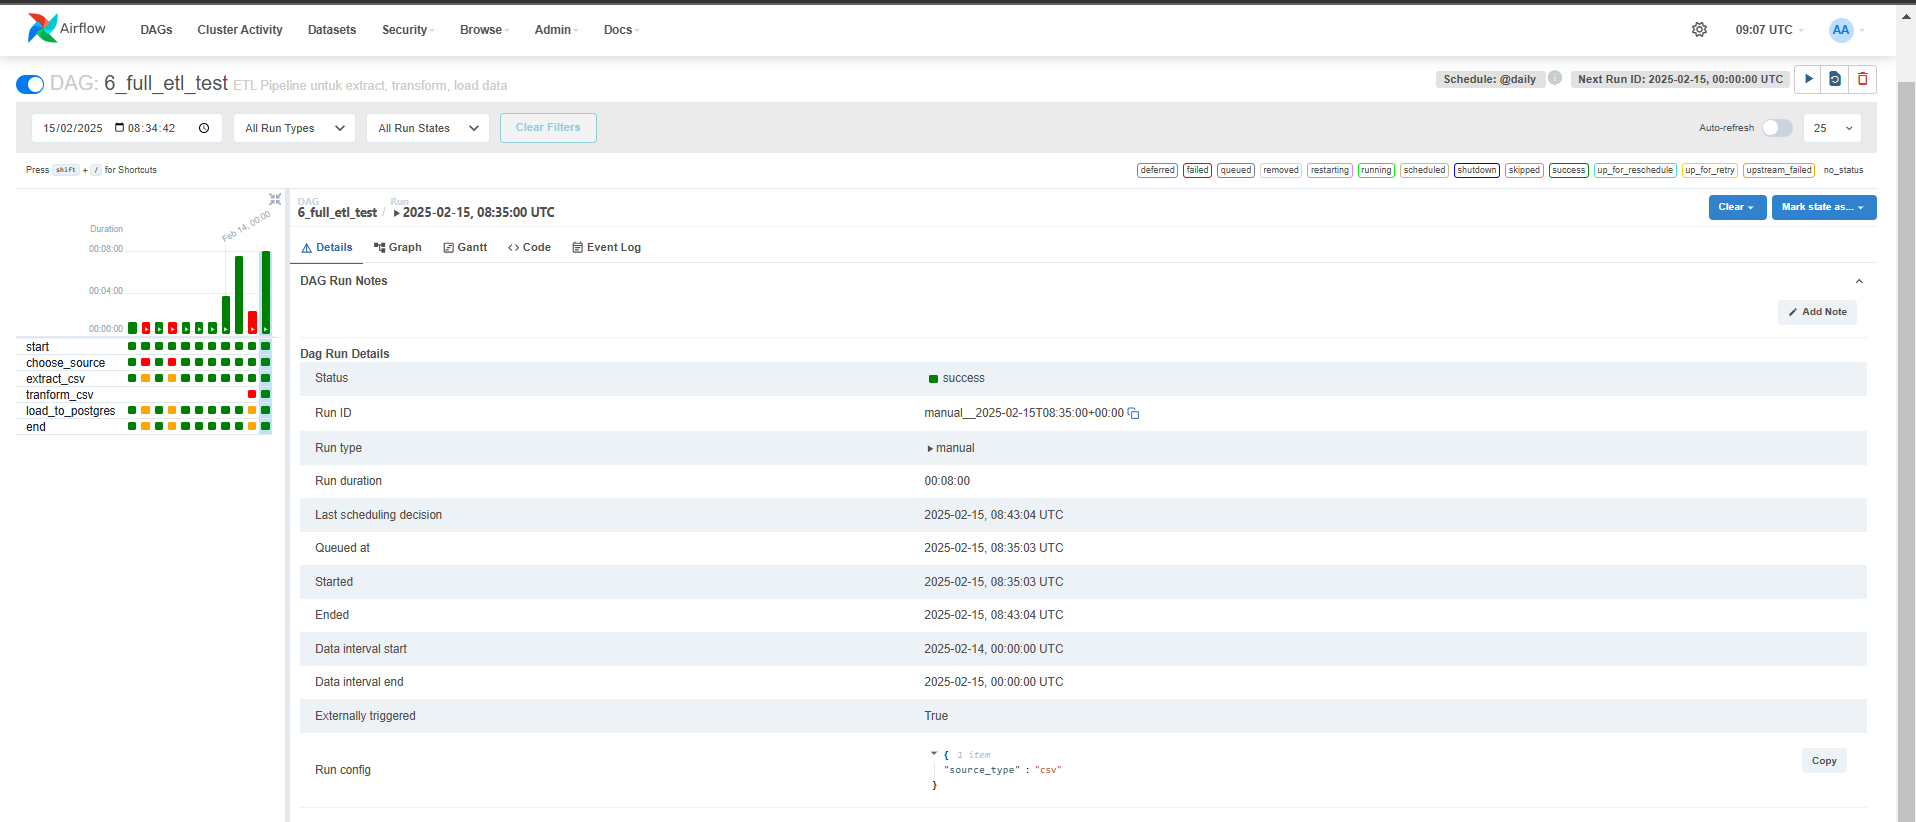 Airflow DAGs Cluster Activity Datasets Security Browse Admin Docs 09:07 UTC AA
DAG: 6_full_etl_test ETL Pipeline untuk extract, transform, load data Schedule: @daily i Next Run ID: 2025-02-15, 00:00:00 UTC
15/02/2025 08:34:42 All Run Types All Run States Clear Filters Auto-refresh 25
Press shift + / for Shortcuts deferred failed queued removed restarting running scheduled shutdown skipped success up_for_reschedule up_for_retry upstream_failed no_status
DAG Run
6_full_etl_test / 2025-02-15, 08:35:00 UTC Clear Mark state as...
Feb 14, 00:00
Duration
00:08:00
00:04:00
00:00:00
start
choose_source
extract_csv
tranform_csv
load_to_postgres
end
Details Graph Gantt <> Code Event Log
DAG Run Notes
Add Note
Dag Run Details
Status success
Run ID manual__2025-02-15T08:35:00+00:00
Run type manual
Run duration 00:08:00
Last scheduling decision 2025-02-15, 08:43:04 UTC
Queued at 2025-02-15, 08:35:03 UTC
Started 2025-02-15, 08:35:03 UTC
Ended 2025-02-15, 08:43:04 UTC
Data interval start 2025-02-14, 00:00:00 UTC
Data interval end 2025-02-15, 00:00:00 UTC
Externally triggered True
{ 1 item
Run config "source_type" : "csv" Copy
}